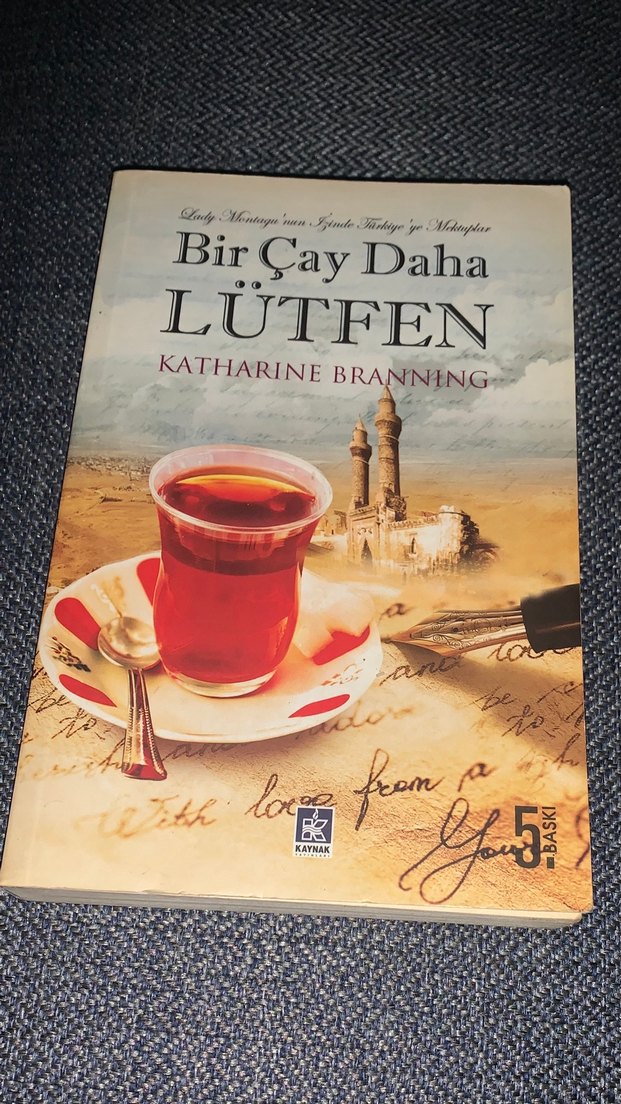 Lady Montagu'nun İzinde Türkiye'ye Mektuplar
Bir Çay Daha
LÜTFEN
KATHARINE BRANNING
With love from a
KAYNAK
YAYINLARI
5.
BASKI